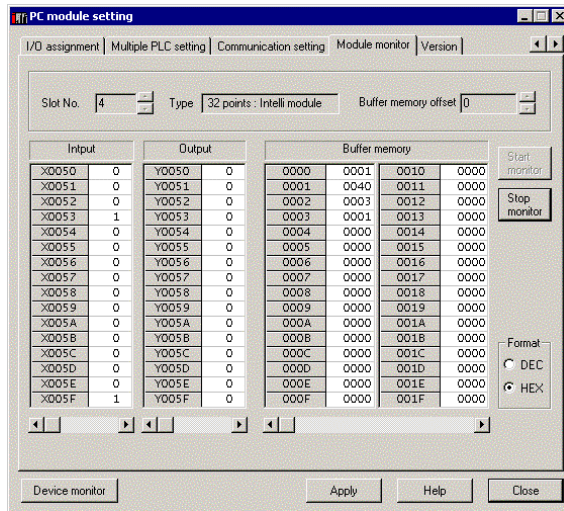 PC module setting
I/O assignment Multiple PLC setting Communication setting Module monitor Version
Slot No. 4 Type 32 points : Intelli module Buffer memory offset 0
Intput Output Buffer memory
Start monitor
Stop monitor
X0050 0 Y0050 0 0000 0001 0010 0000
X0051 0 Y0051 0 0001 0040 0011 0000
X0052 0 Y0052 0 0002 0003 0012 0000
X0053 1 Y0053 0 0003 0001 0013 0000
X0054 0 Y0054 0 0004 0000 0014 0000
X0055 0 Y0055 0 0005 0000 0015 0000
X0056 0 Y0056 0 0006 0000 0016 0000
X0057 0 Y0057 0 0007 0000 0017 0000
X0058 0 Y0058 0 0008 0000 0018 0000
X0059 0 Y0059 0 0009 0000 0019 0000
X005A 0 Y005A 0 000A 0000 001A 0000
X005B 0 Y005B 0 000B 0000 001B 0000
X005C 0 Y005C 0 000C 0000 001C 0000
X005D 0 Y005D 0 000D 0000 001D 0000
X005E 0 Y005E 0 000E 0000 001E 0000
X005F 1 Y005F 0 000F 0000 001F 0000
Format
DEC
HEX
Device monitor Apply Help Close